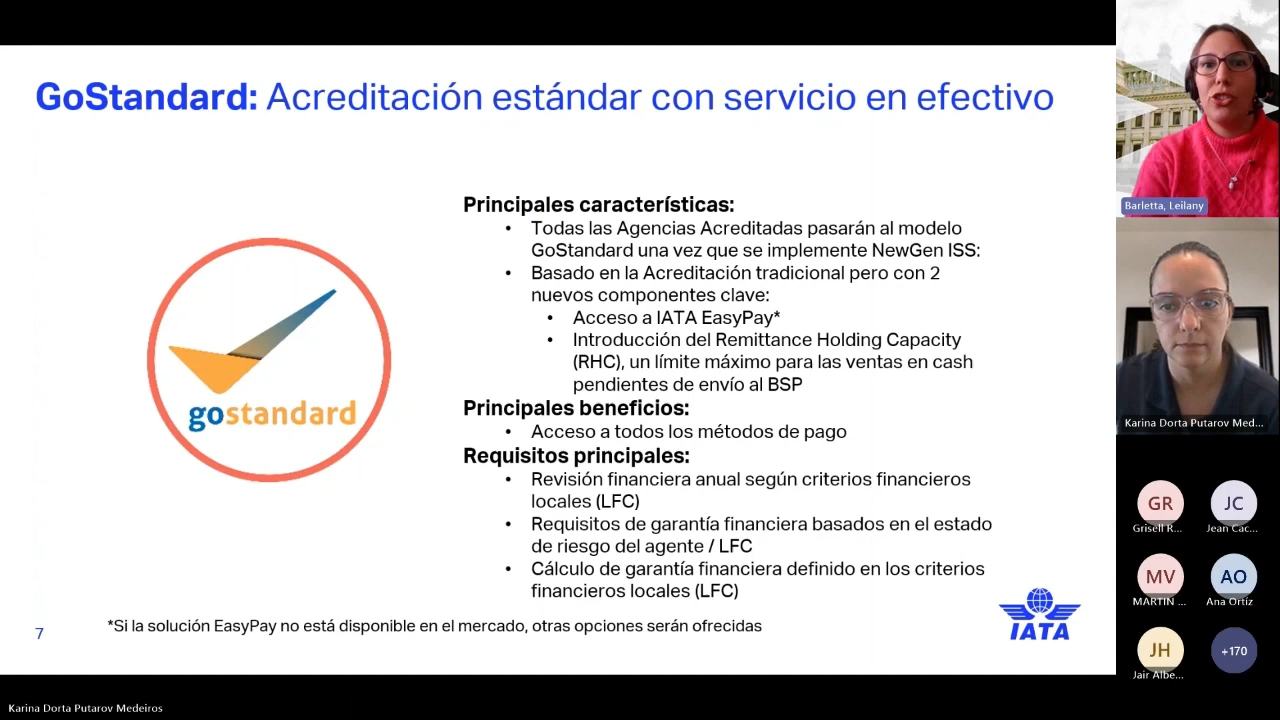 GoStandard: Acreditación estándar con servicio en efectivo
gostandard
Principales características:
• Todas las Agencias Acreditadas pasarán al modelo
GoStandard una vez que se implemente NewGen ISS:
• Basado en la Acreditación tradicional pero con 2
nuevos componentes clave:
• Acceso a IATA EasyPay*
• Introducción del Remittance Holding Capacity
(RHC), un límite máximo para las ventas en cash
pendientes de envío al BSP
Principales beneficios:
• Acceso a todos los métodos de pago
Requisitos principales:
• Revisión financiera anual según criterios financieros
locales (LFC)
• Requisitos de garantía financiera basados en el estado
de riesgo del agente / LFC
• Cálculo de garantía financiera definido en los criterios
financieros locales (LFC)
IATA
7
*Si la solución EasyPay no está disponible en el mercado, otras opciones serán ofrecidas
Barletta, Leilany
Karina Dorta Putarov Med...
GR
JC
Grisell R...
Jean Cac...
MV
AO
MARTIN ...
Ana Ortíz
JH
+170
Jair Albe...
Karina Dorta Putarov Medeiros